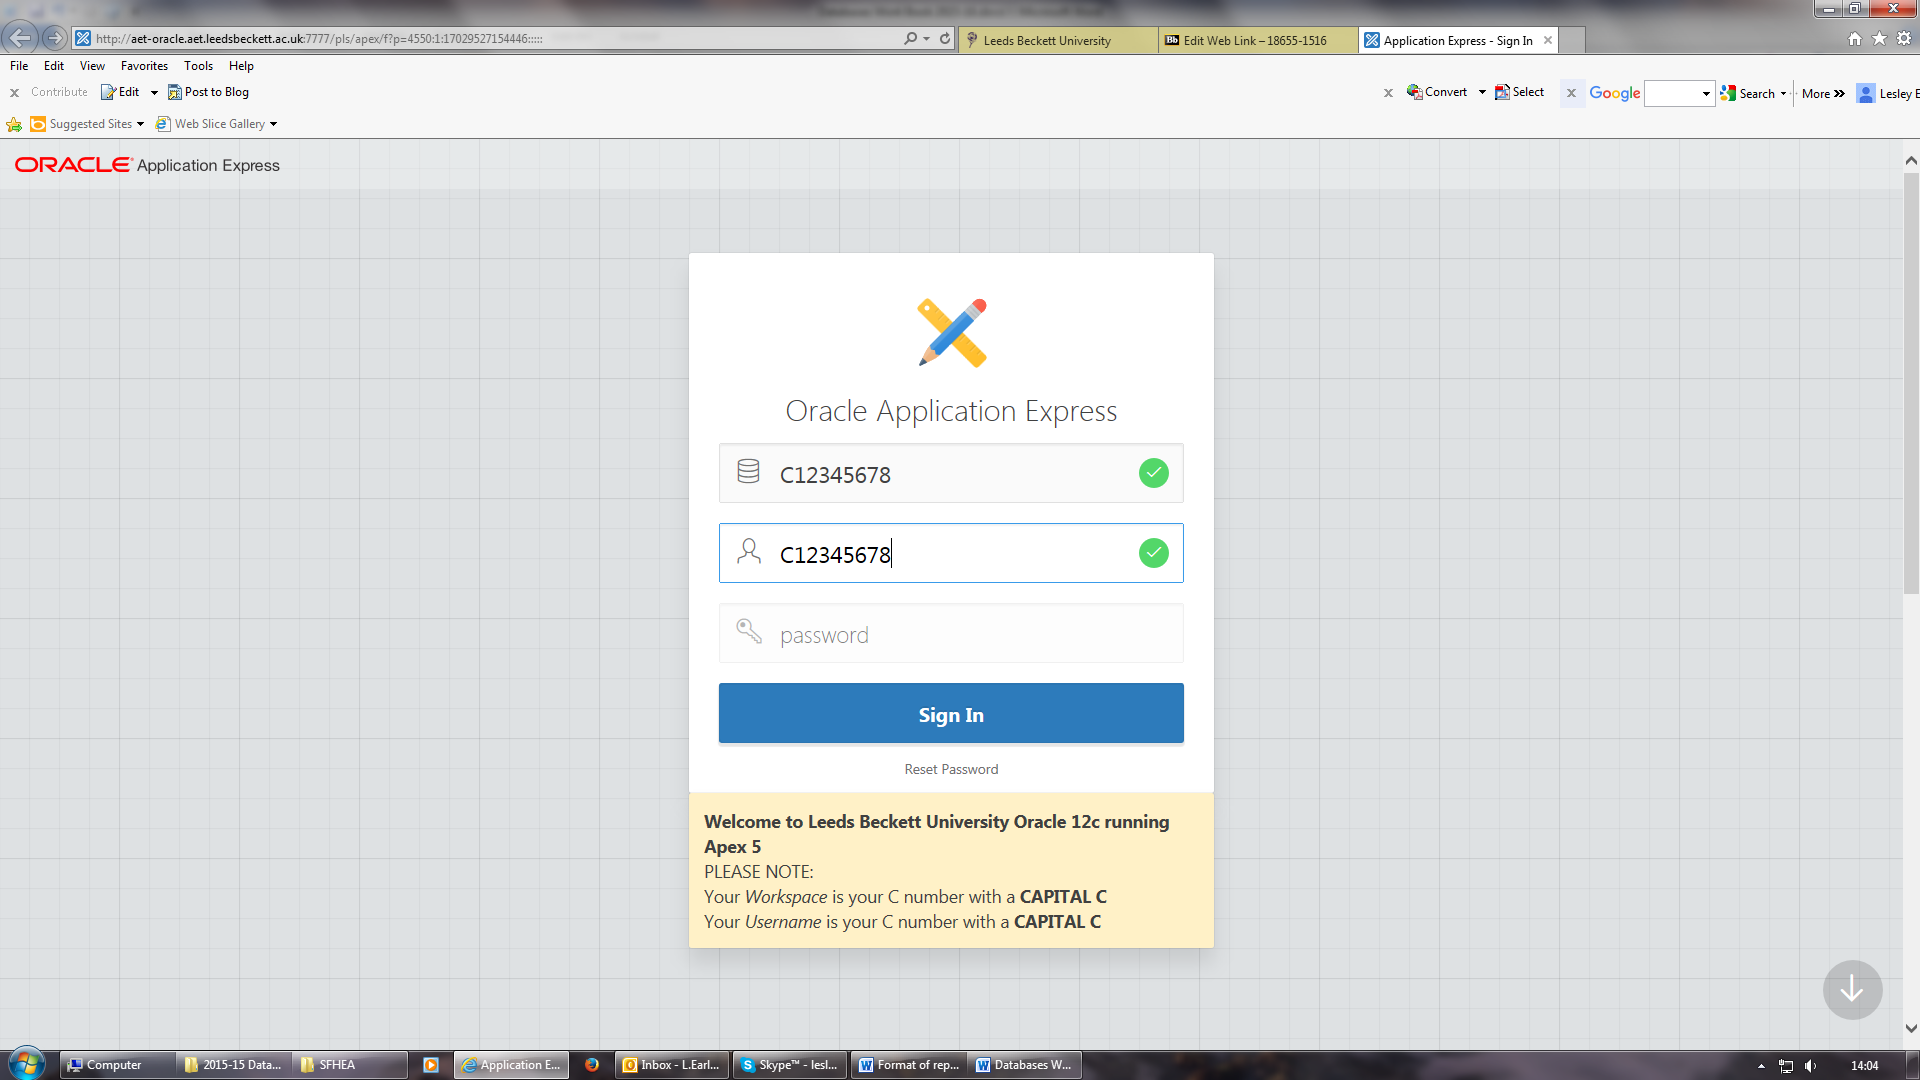 http://aet-oracle.aet.leedsbeckett.ac.uk:7777/pls/apex/f?p=4550:1:17029527154446:::::
Leeds Beckett University
Bb Edit Web Link – 18655-1516
Application Express - Sign In
File Edit View Favorites Tools Help
x Contribute Edit Post to Blog
x Convert Select
x Google Search More » Lesley E
Suggested Sites Web Slice Gallery
ORACLE Application Express
Oracle Application Express
C12345678
C12345678
password
Sign In
Reset Password
Welcome to Leeds Beckett University Oracle 12c running
Apex 5
PLEASE NOTE:
Your Workspace is your C number with a CAPITAL C
Your Username is your C number with a CAPITAL C
Computer
2015-15 Data...
SFHEA
Application E...
Inbox - L.Earl...
Skype™ - lesl...
Format of rep...
Databases W...
14:04